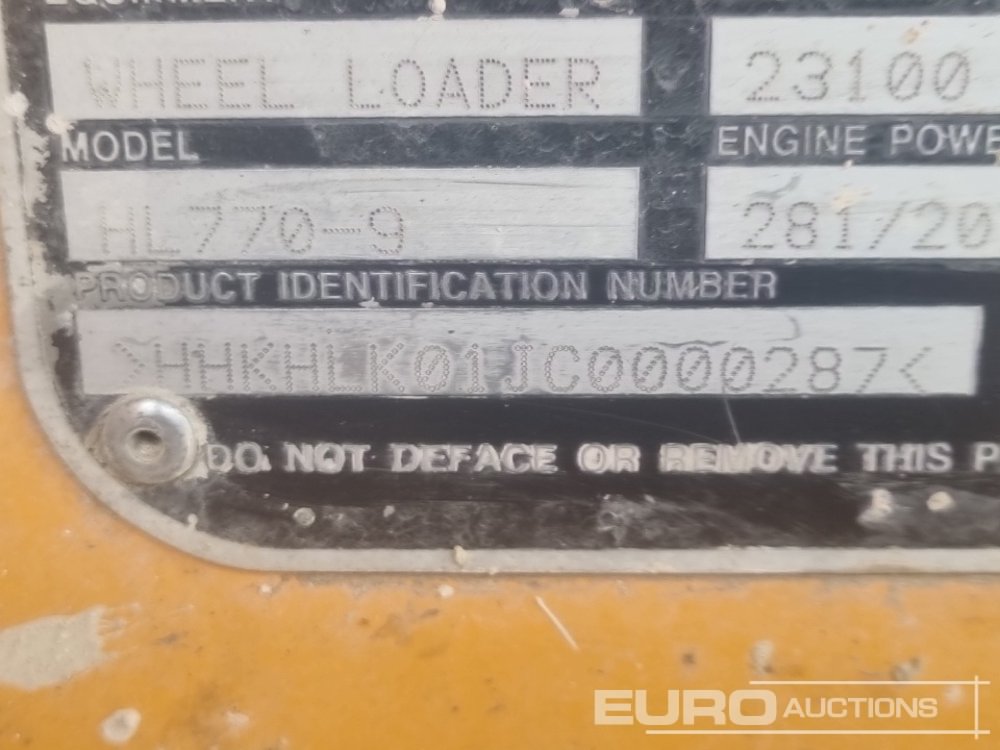 EQUIPMENT
WHEEL LOADER 23100
MODEL ENGINE POWE
HL770-9 281/20
PRODUCT IDENTIFICATION NUMBER
>HHKHLK01JC0000287<
DO NOT DEFACE OR REMOVE THIS P
EURO AUCTIONS